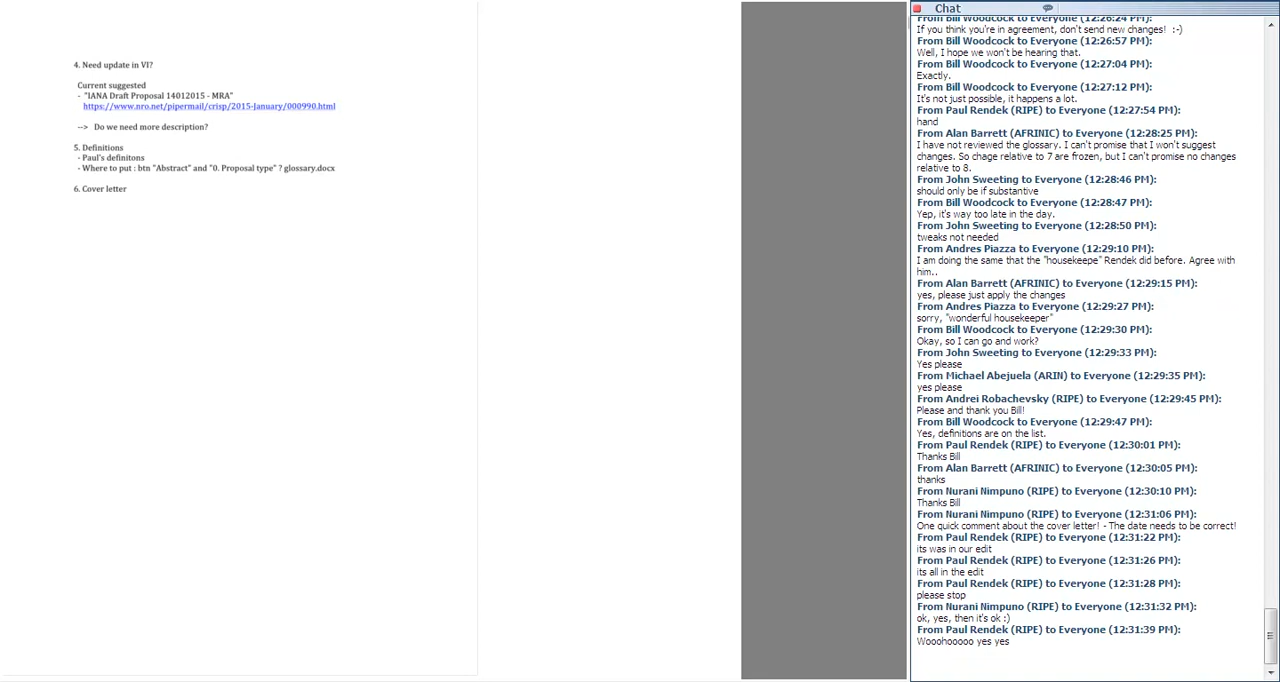 4. Need update in VI?
Current suggested
- "IANA Draft Proposal 14012015 - MRA"
https://www.nro.net/pipermail/crisp/2015-January/000990.html
--> Do we need more description?
5. Definitions
- Paul's definitons
- Where to put : btn "Abstract" and "0. Proposal type" ? glossary.docx
6. Cover letter
Chat
From Bill Woodcock to Everyone (12:26:24 PM):
If you think you're in agreement, don't send new changes! :-)
From Bill Woodcock to Everyone (12:26:57 PM):
Well, I hope we won't be hearing that.
From Bill Woodcock to Everyone (12:27:04 PM):
Exactly.
From Bill Woodcock to Everyone (12:27:12 PM):
It's not just possible, it happens a lot.
From Paul Rendek (RIPE) to Everyone (12:27:54 PM):
hand
From Alan Barrett (AFRINIC) to Everyone (12:28:25 PM):
I have not reviewed the glossary. I can't promise that I won't suggest
changes. So chage relative to 7 are frozen, but I can't promise no changes
relative to 8.
From John Sweeting to Everyone (12:28:46 PM):
should only be if substantive
From Bill Woodcock to Everyone (12:28:47 PM):
Yep, it's way too late in the day.
From John Sweeting to Everyone (12:28:50 PM):
tweaks not needed
From Andres Piazza to Everyone (12:29:10 PM):
I am doing the same that the "housekeepe" Rendek did before. Agree with
him..
From Alan Barrett (AFRINIC) to Everyone (12:29:15 PM):
yes, please just apply the changes
From Andres Piazza to Everyone (12:29:27 PM):
sorry, "wonderful housekeeper"
From Bill Woodcock to Everyone (12:29:30 PM):
Okay, so I can go and work?
From John Sweeting to Everyone (12:29:33 PM):
Yes please
From Michael Abejuela (ARIN) to Everyone (12:29:35 PM):
yes please
From Andrei Robachevsky (RIPE) to Everyone (12:29:45 PM):
Please and thank you Bill!
From Bill Woodcock to Everyone (12:29:47 PM):
Yes, definitions are on the list.
From Paul Rendek (RIPE) to Everyone (12:30:01 PM):
Thanks Bill
From Alan Barrett (AFRINIC) to Everyone (12:30:05 PM):
thanks
From Nurani Nimpuno (RIPE) to Everyone (12:30:10 PM):
Thanks Bill
From Nurani Nimpuno (RIPE) to Everyone (12:31:06 PM):
One quick comment about the cover letter! - The date needs to be correct!
From Paul Rendek (RIPE) to Everyone (12:31:22 PM):
its was in our edit
From Paul Rendek (RIPE) to Everyone (12:31:26 PM):
its all in the edit
From Paul Rendek (RIPE) to Everyone (12:31:28 PM):
please stop
From Nurani Nimpuno (RIPE) to Everyone (12:31:32 PM):
ok, yes, then it's ok :)
From Paul Rendek (RIPE) to Everyone (12:31:39 PM):
Wooohooooo yes yes